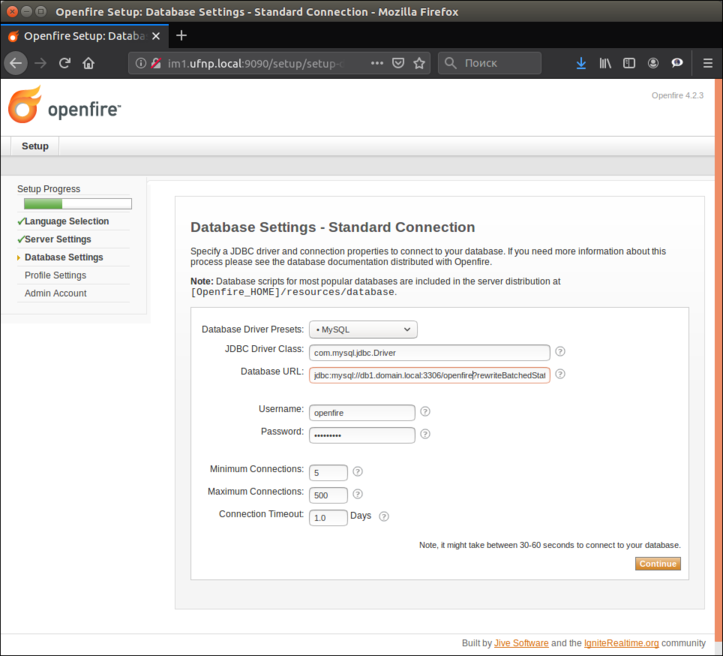 Openfire Setup: Database Settings - Standard Connection - Mozilla Firefox
Openfire Setup: Databa
im1.ufnp.local:9090/setup/setup-
Поиск
openfire™
Openfire 4.2.3
Setup
Setup Progress
Language Selection
Server Settings
Database Settings
Profile Settings
Admin Account
Database Settings - Standard Connection
Specify a JDBC driver and connection properties to connect to your database. If you need more information about this
process please see the database documentation distributed with Openfire.
Note: Database scripts for most popular databases are included in the server distribution at
[Openfire_HOME]/resources/database.
Database Driver Presets: • MySQL
JDBC Driver Class: com.mysql.jdbc.Driver ?
Database URL: jdbc:mysql://db1.domain.local:3306/openfire?rewriteBatchedStat ?
Username: openfire ?
Password: ••••••••• ?
Minimum Connections: 5 ?
Maximum Connections: 500 ?
Connection Timeout: 1.0 Days ?
Note, it might take between 30-60 seconds to connect to your database.
Continue
Built by Jive Software and the IgniteRealtime.org community